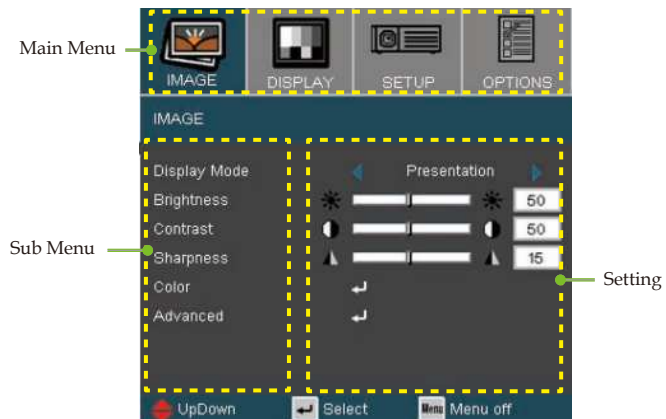 Main Menu
IMAGE DISPLAY SETUP OPTIONS
IMAGE
Display Mode Presentation
Brightness 50
Contrast 50
Sub Menu
Sharpness 15
Setting
Color
Advanced
UpDown Select Menu Menu off